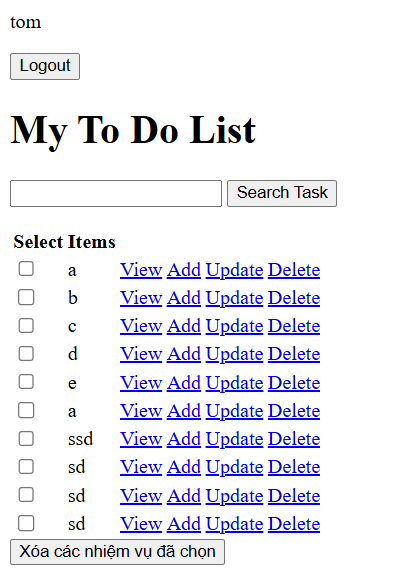 tom
Logout
My To Do List
Search Task
Select Items
a View Add Update Delete
b View Add Update Delete
c View Add Update Delete
d View Add Update Delete
e View Add Update Delete
a View Add Update Delete
ssd View Add Update Delete
sd View Add Update Delete
sd View Add Update Delete
sd View Add Update Delete
Xóa các nhiệm vụ đã chọn